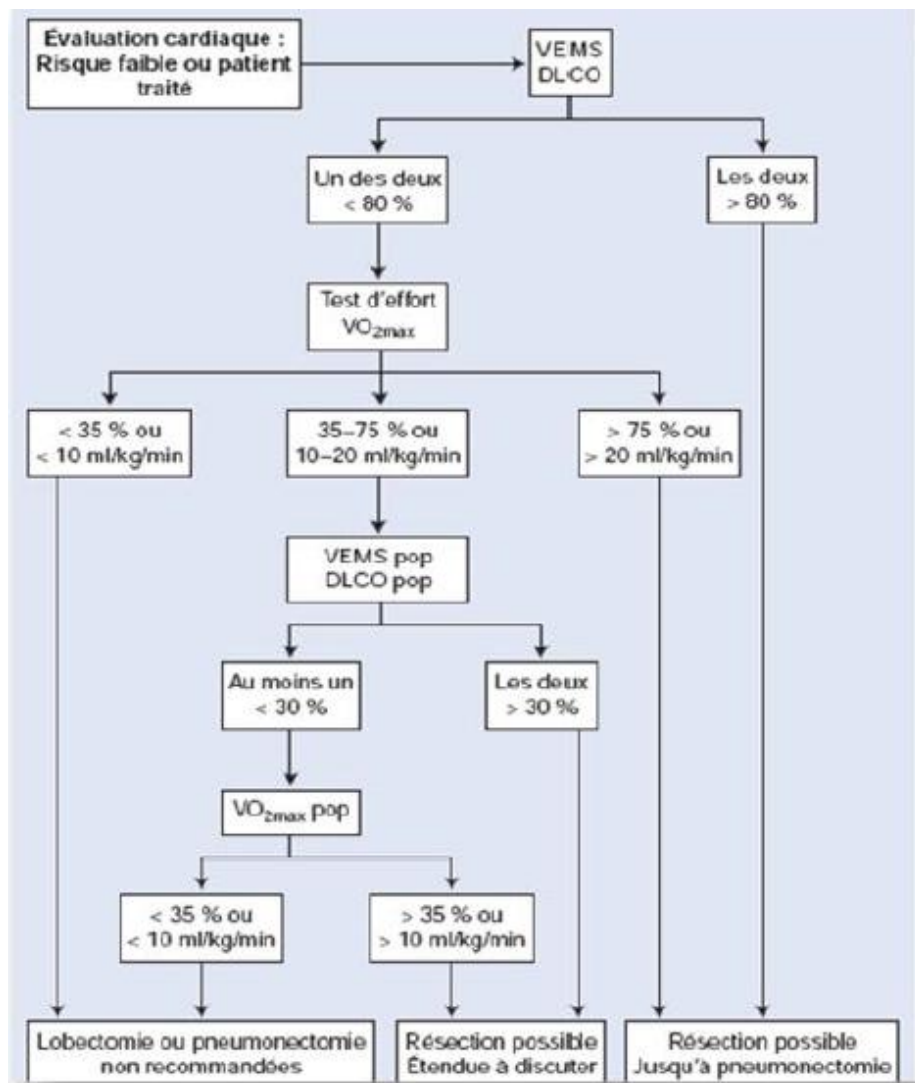 Évaluation cardiaque :
Risque faible ou patient
traité
VEMS
DLCO
Un des deux
< 80 %
Les deux
> 80 %
Test d'effort
VO₂max
< 35 % ou
< 10 ml/kg/min
35–75 % ou
10–20 ml/kg/min
> 75 % ou
> 20 ml/kg/min
VEMS pop
DLCO pop
Au moins un
< 30 %
Les deux
> 30 %
VO₂max pop
< 35 % ou
< 10 ml/kg/min
> 35 % ou
> 10 ml/kg/min
Lobectomie ou pneumonectomie
non recommandées
Résection possible
Étendue à discuter
Résection possible
Jusqu'à pneumonectomie